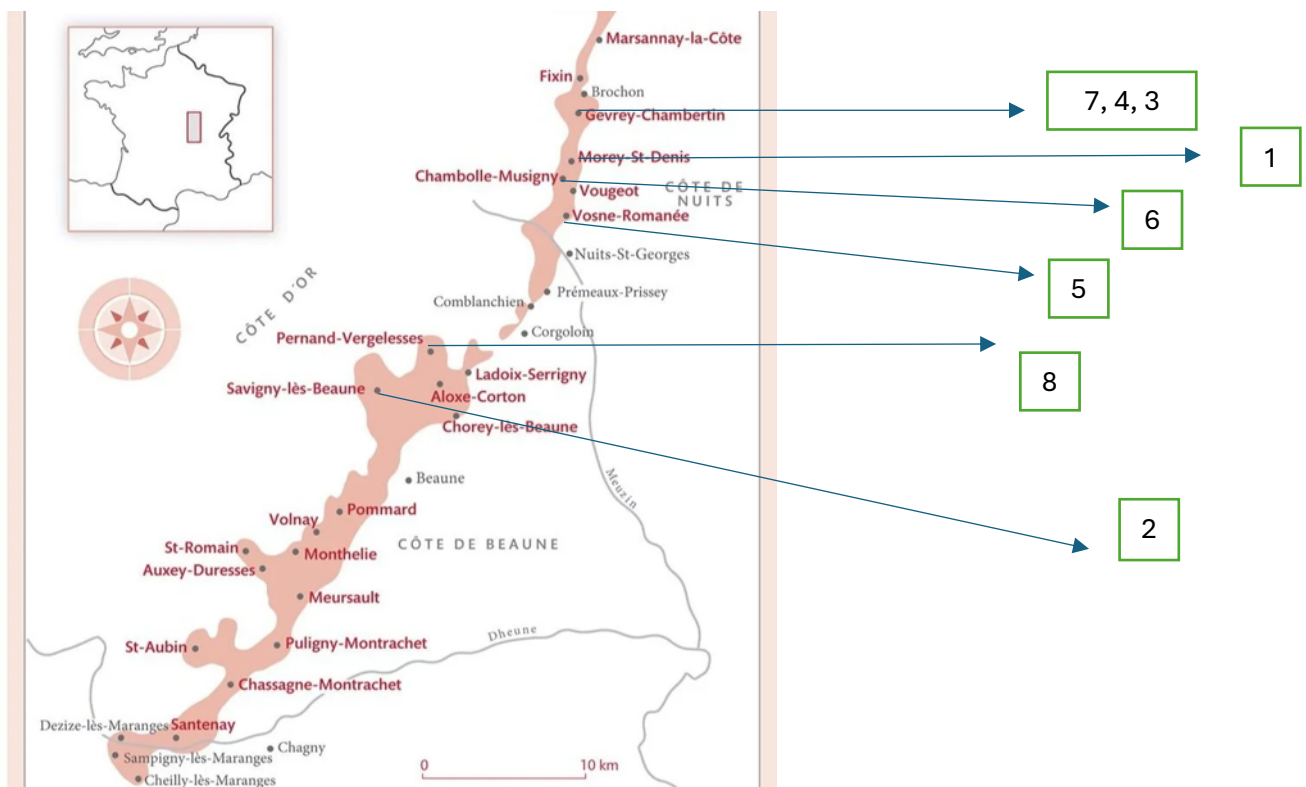 Marsannay-la-Côte
Fixin
Brochon
7, 4, 3
Gevrey-Chambertin
1
Morey-St-Denis
Chambolle-Musigny
CÔTE DE
NUITS
Vougeot
6
Vosne-Romanée
Nuits-St-Georges
5
CÔTE D'OR
Prémeaux-Prissey
Comblanchien
Corgoloin
Pernand-Vergelesses
8
Ladoix-Serrigny
Savigny-lès-Beaune
Aloxe-Corton
Chorey-lès-Beaune
Beaune
Meuzin
Pommard
Volnay
2
CÔTE DE BEAUNE
St-Romain
Monthelie
Auxey-Duresses
Meursault
Dheune
St-Aubin
Puligny-Montrachet
Chassagne-Montrachet
Dezize-lès-Maranges
Santenay
Chagny
Sampigny-lès-Maranges
0 10 km
Cheilly-lès-Maranges